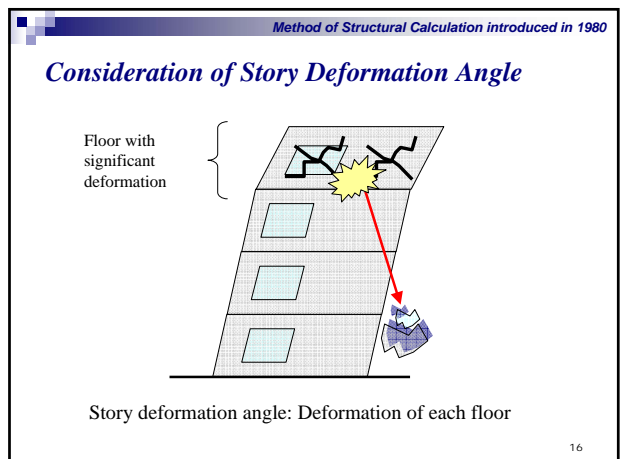 Method of Structural Calculation introduced in 1980
Consideration of Story Deformation Angle
Floor with
significant
deformation
Story deformation angle: Deformation of each floor
16